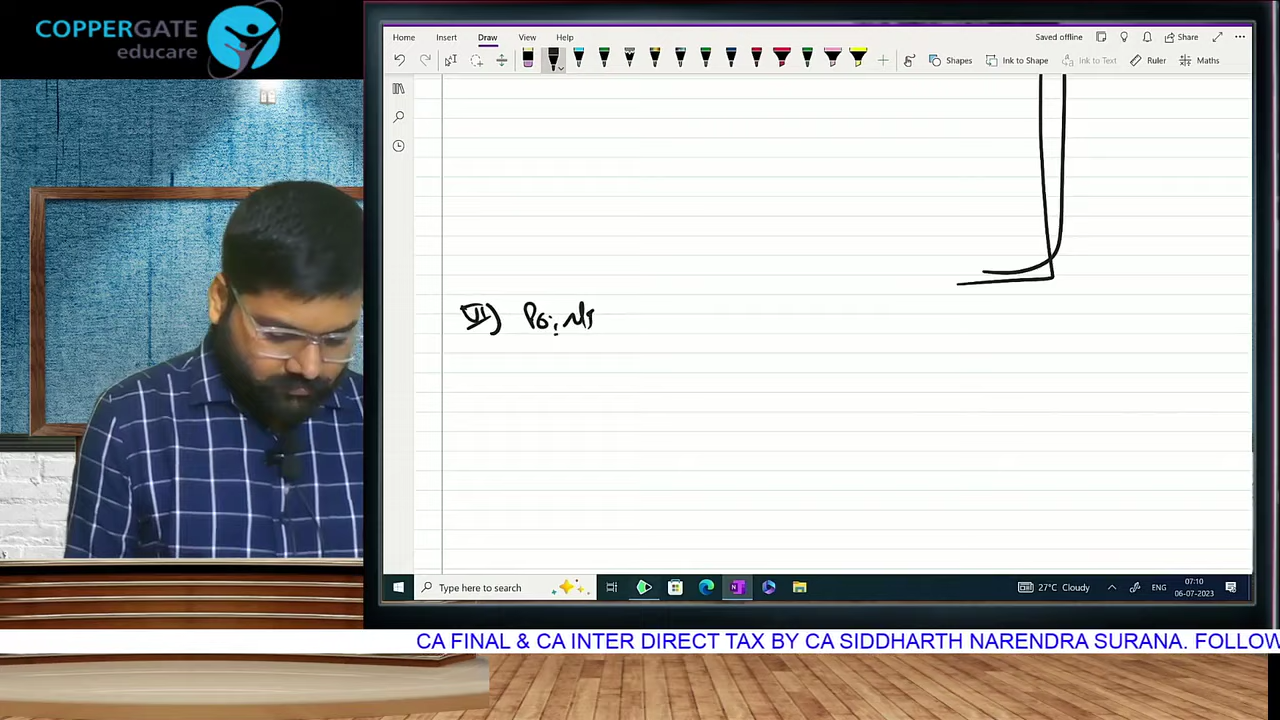 COPPERGATE
educare
Home Insert Draw View Help
Saved offline
Share
Shapes
Ink to Shape
Ink to Text
Ruler
Maths
VI) Points
Type here to search
27°C Cloudy
ENG
07:10
06-07-2023
CA FINAL & CA INTER DIRECT TAX BY CA SIDDHARTH NARENDRA SURANA. FOLLOW